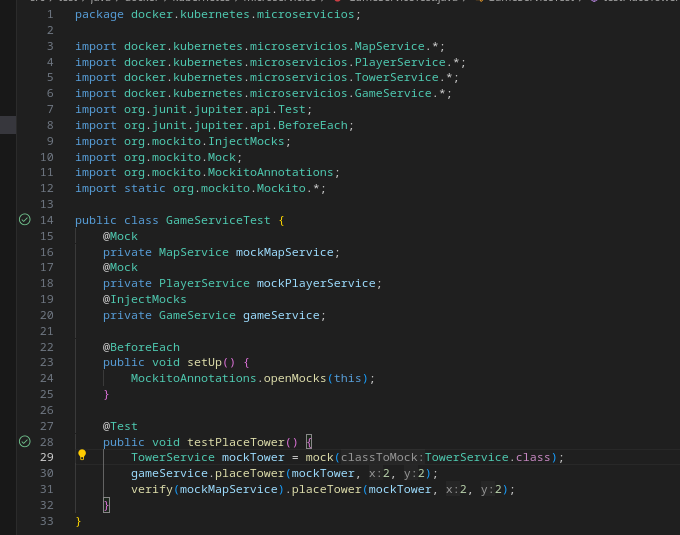 1 package docker.kubernetes.microservicios;
2
3 import docker.kubernetes.microservicios.MapService.*;
4 import docker.kubernetes.microservicios.PlayerService.*;
5 import docker.kubernetes.microservicios.TowerService.*;
6 import docker.kubernetes.microservicios.GameService.*;
7 import org.junit.jupiter.api.Test;
8 import org.junit.jupiter.api.BeforeEach;
9 import org.mockito.InjectMocks;
10 import org.mockito.Mock;
11 import org.mockito.MockitoAnnotations;
12 import static org.mockito.Mockito.*;
13
14 public class GameServiceTest {
15     @Mock
16     private MapService mockMapService;
17     @Mock
18     private PlayerService mockPlayerService;
19     @InjectMocks
20     private GameService gameService;
21
22     @BeforeEach
23     public void setUp() {
24         MockitoAnnotations.openMocks(this);
25     }
26
27     @Test
28     public void testPlaceTower() {
29         TowerService mockTower = mock(classToMock:TowerService.class);
30         gameService.placeTower(mockTower, x:2, y:2);
31         verify(mockMapService).placeTower(mockTower, x:2, y:2);
32     }
33 }